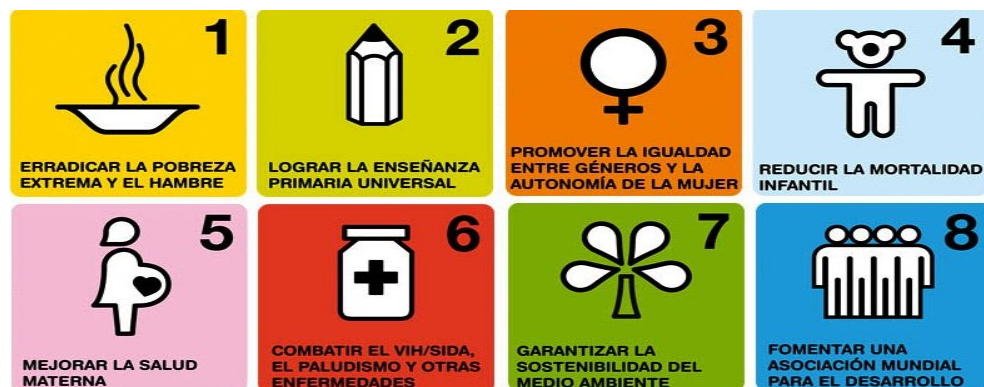 1
ERRADICAR LA POBREZA
EXTREMA Y EL HAMBRE
2
LOGRAR LA ENSEÑANZA
PRIMARIA UNIVERSAL
3
PROMOVER LA IGUALDAD
ENTRE GÉNEROS Y LA
AUTONOMÍA DE LA MUJER
4
REDUCIR LA MORTALIDAD
INFANTIL
5
MEJORAR LA SALUD
MATERNA
6
COMBATIR EL VIH/SIDA,
EL PALUDISMO Y OTRAS
ENFERMEDADES
7
GARANTIZAR LA
SOSTENIBILIDAD DEL
MEDIO AMBIENTE
8
FOMENTAR UNA
ASOCIACIÓN MUNDIAL
PARA EL DESARROLLO